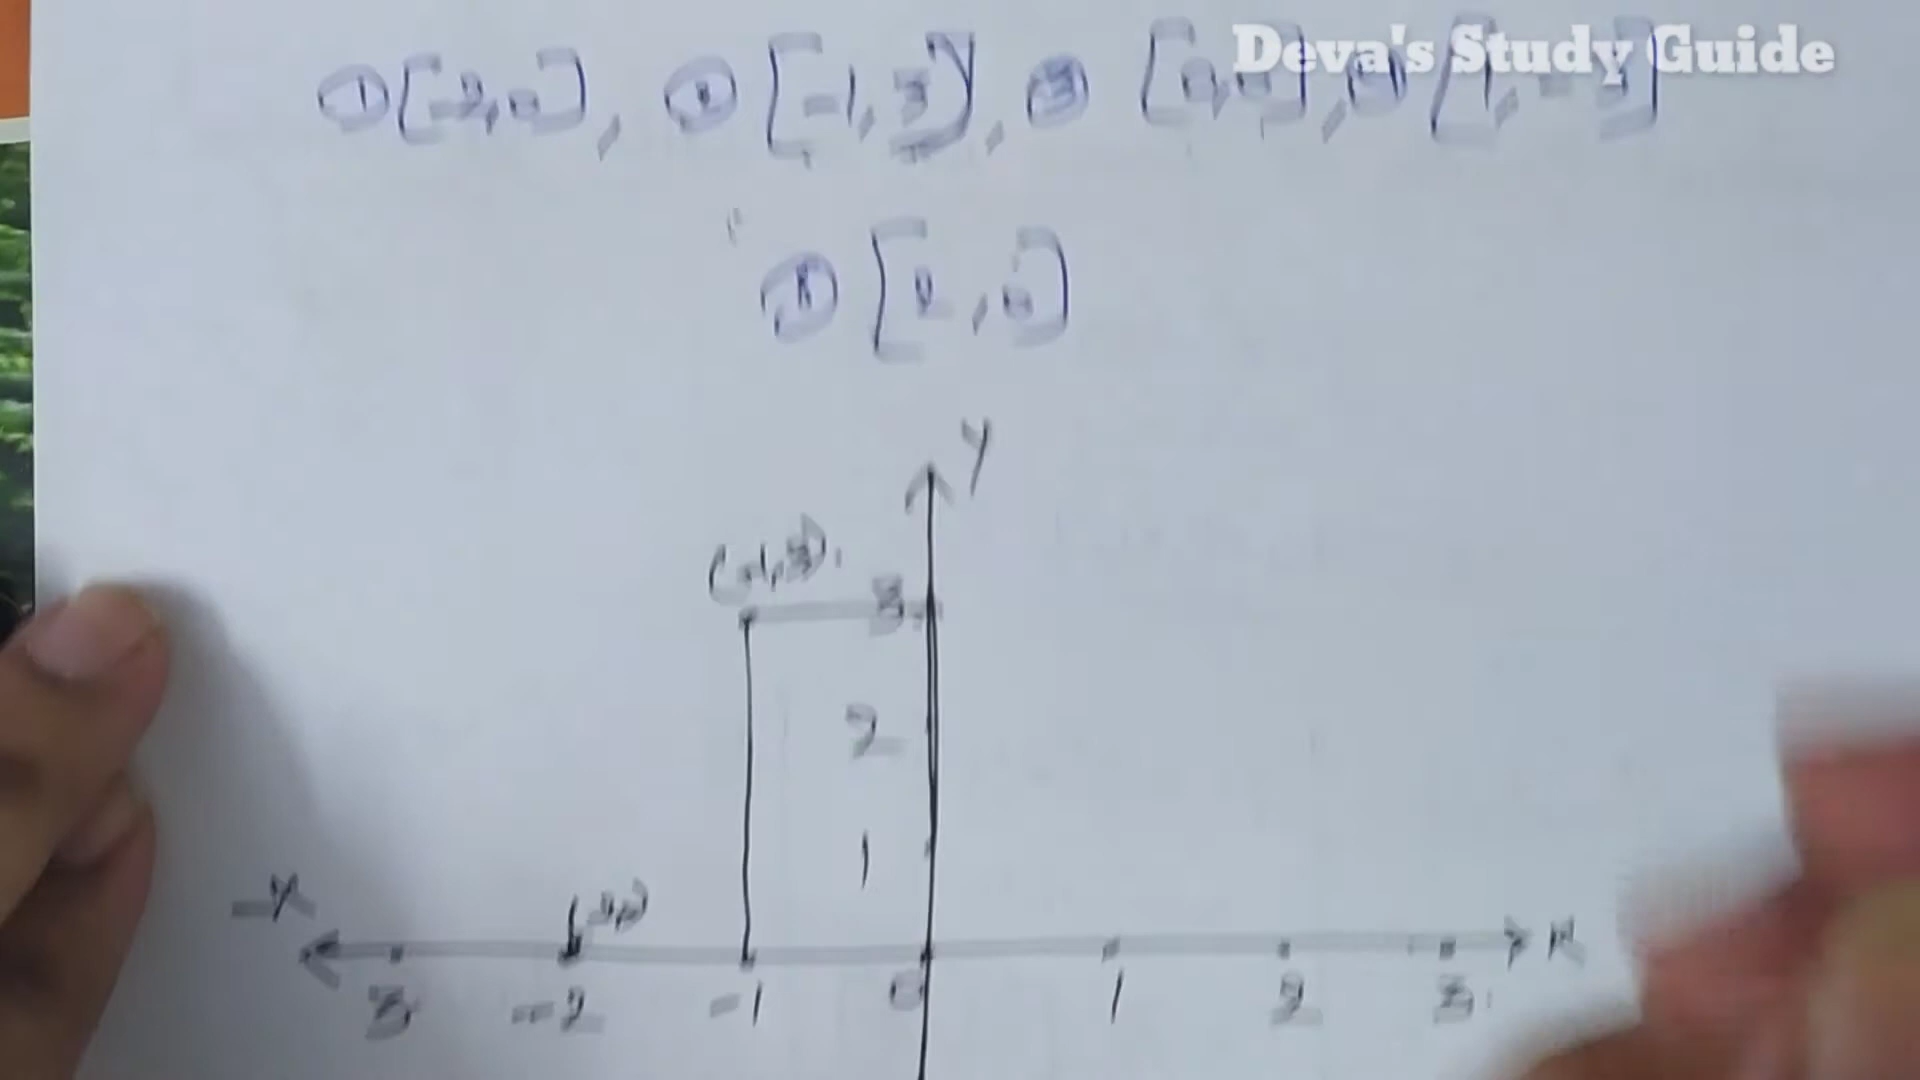 Deva's Study Guide
① [-2,0], ② [-1,3], ③ [0,0], ④ [1,-3]
⑤ [2,0]
Y
(-1,3).
3
2
1
-X (-2,0) X
3 -2 -1 0 1 2 3